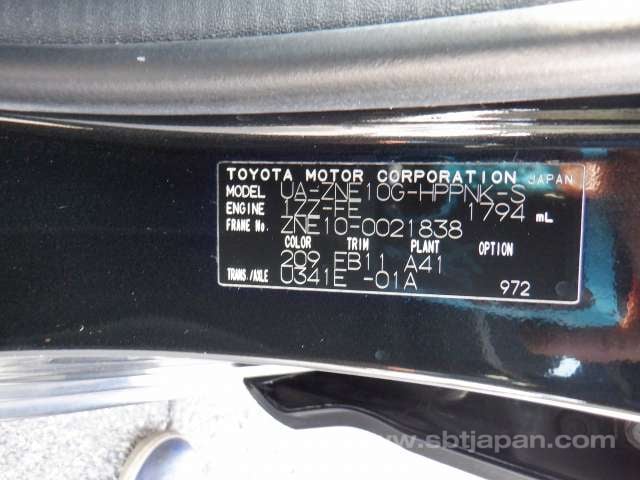 TOYOTA MOTOR CORPORATION JAPAN
MODEL UA-ZNE10G-HPPNK-S
ENGINE 1ZZ-FE 1794 mL
FRAME No. ZNE10-0021838
COLOR TRIM PLANT OPTION
209 FB11 A41
TRANS./AXLE U341E -01A
972
www.sbtjapan.com